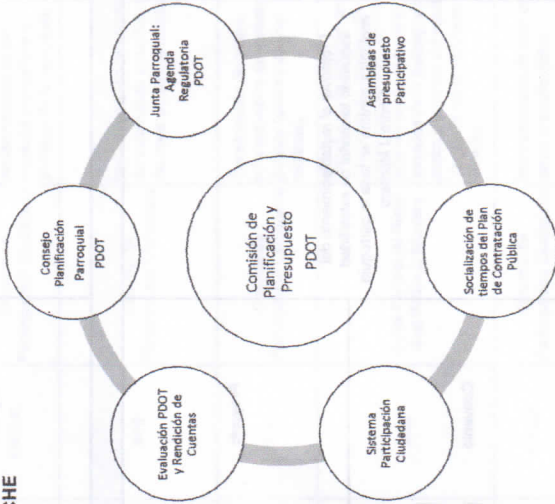 CHE
Consejo
Planificación
Parroquial
PDOT
Junta Parroquial:
Agenda
Regulatoria
PDOT
Asambleas de
presupuesto
Participativo
Socialización de
tiempos del Plan
de Contratación
Pública
Sistema
Participación
Ciudadana
Evaluación PDOT
y Rendición de
Cuentas
Comisión de
Planificación y
Presupuesto
PDOT